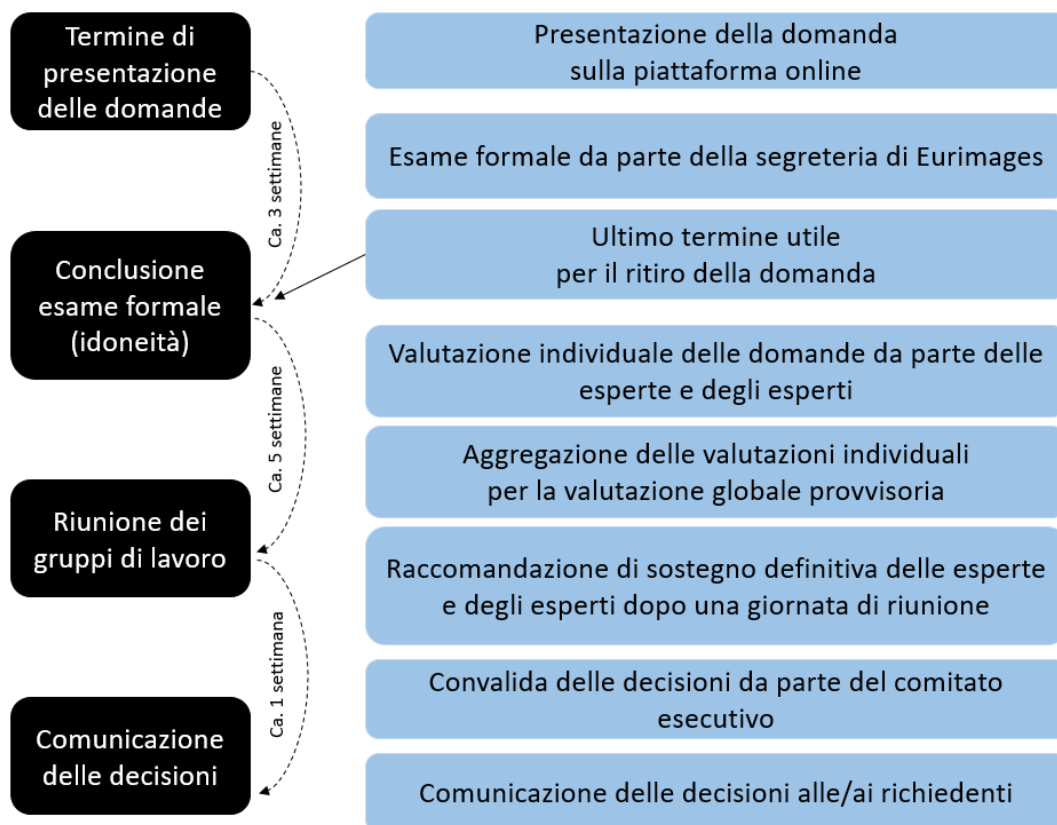 Termine di
presentazione
delle domande
Presentazione della domanda
sulla piattaforma online
Ca. 3 settimane
Esame formale da parte della segreteria di Eurimages
Ultimo termine utile
per il ritiro della domanda
Conclusione
esame formale
(idoneità)
Valutazione individuale delle domande da parte delle
esperte e degli esperti
Ca. 5 settimane
Aggregazione delle valutazioni individuali
per la valutazione globale provvisoria
Riunione dei
gruppi di lavoro
Raccomandazione di sostegno definitiva delle esperte
e degli esperti dopo una giornata di riunione
Ca. 1 settimana
Convalida delle decisioni da parte del comitato
esecutivo
Comunicazione
delle decisioni
Comunicazione delle decisioni alle/ai richiedenti